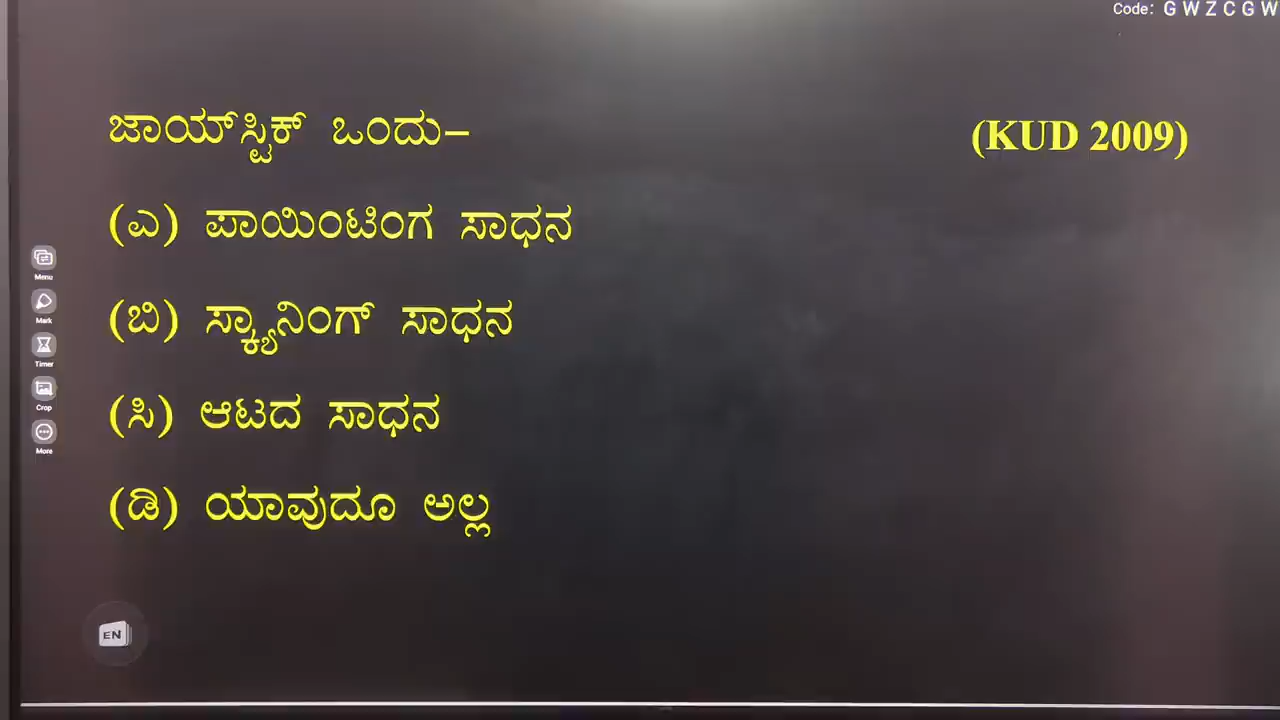 Code: G W Z C G W
ಜಾಯ್‌ಸ್ಟಿಕ್ ಒಂದು– (KUD 2009)
(ಎ) ಪಾಯಿಂಟಿಂಗ ಸಾಧನ
(ಬಿ) ಸ್ಕ್ಯಾನಿಂಗ್ ಸಾಧನ
(ಸಿ) ಆಟದ ಸಾಧನ
(ಡಿ) ಯಾವುದೂ ಅಲ್ಲ
Menu
Mark
Timer
Crop
More
EN